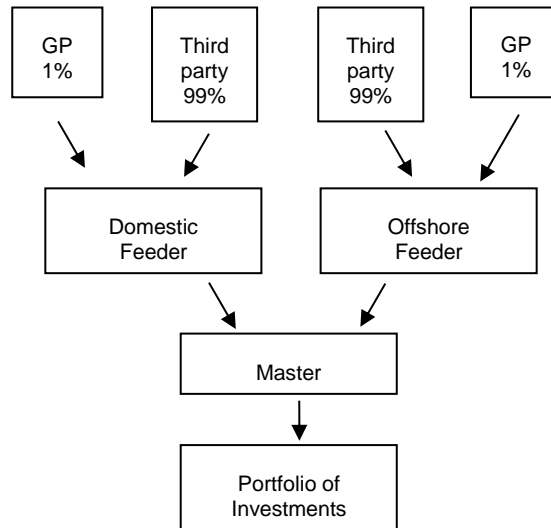 GP
1%
Third
party
99%
Third
party
99%
GP
1%
Domestic
Feeder
Offshore
Feeder
Master
Portfolio of
Investments